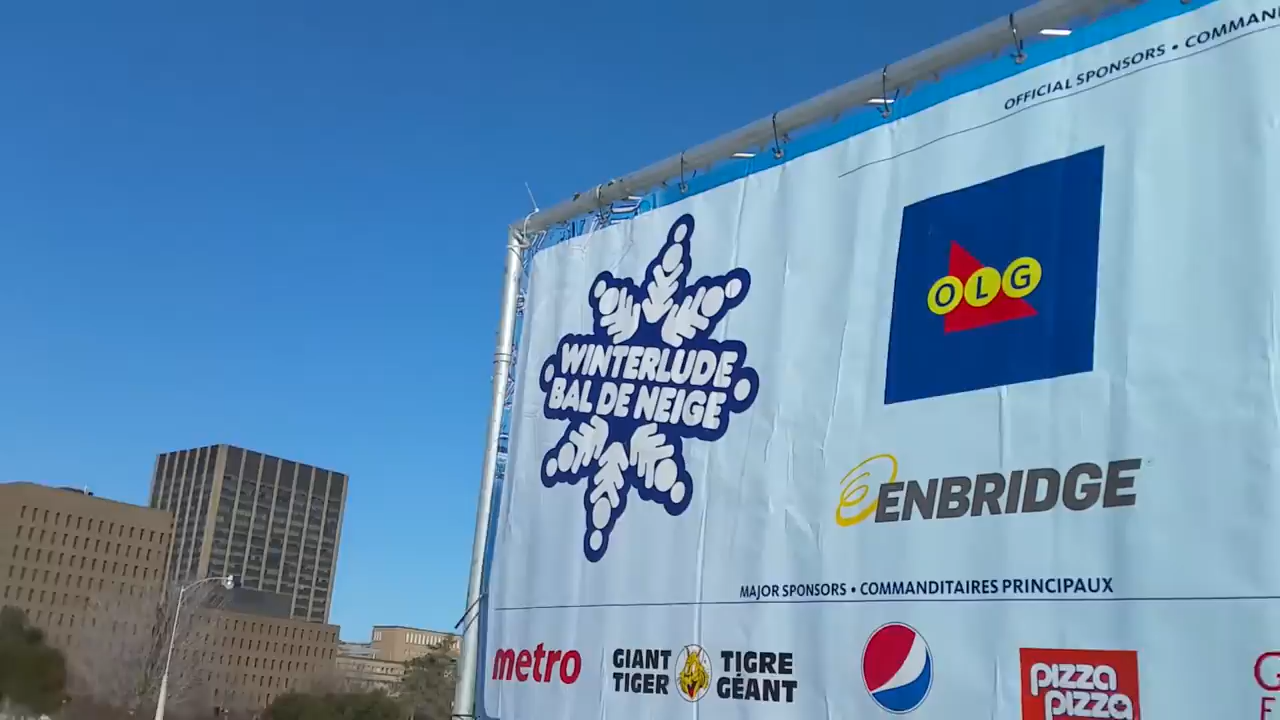 OFFICIAL SPONSORS •
OLG
WINTERLUDE
BAL DE NEIGE
ENBRIDGE
MAJOR SPONSORS • COMMANDITAIRES PRINCIPAUX
metro
GIANT TIGER
TIGRE GÉANT
pizza
pizza